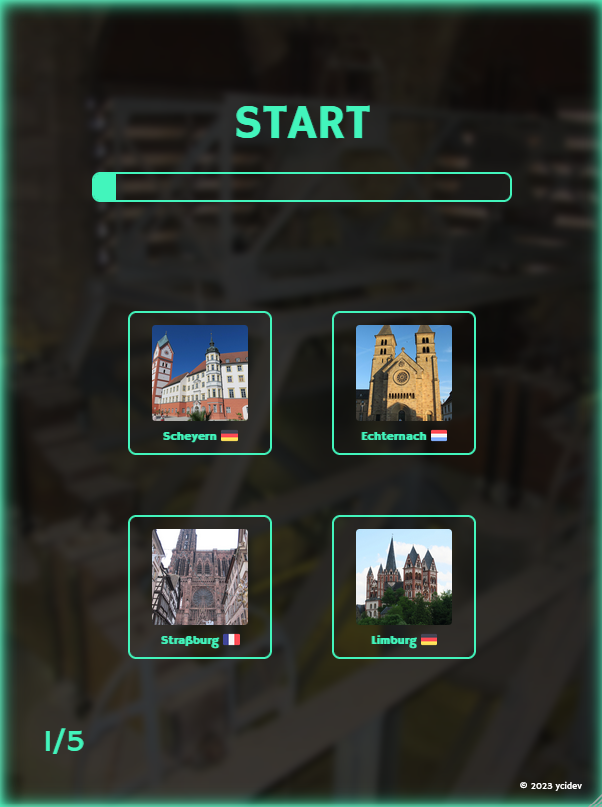 START
Scheyern
Echternach
Straßburg
Limburg
1/5
© 2023 ycidev